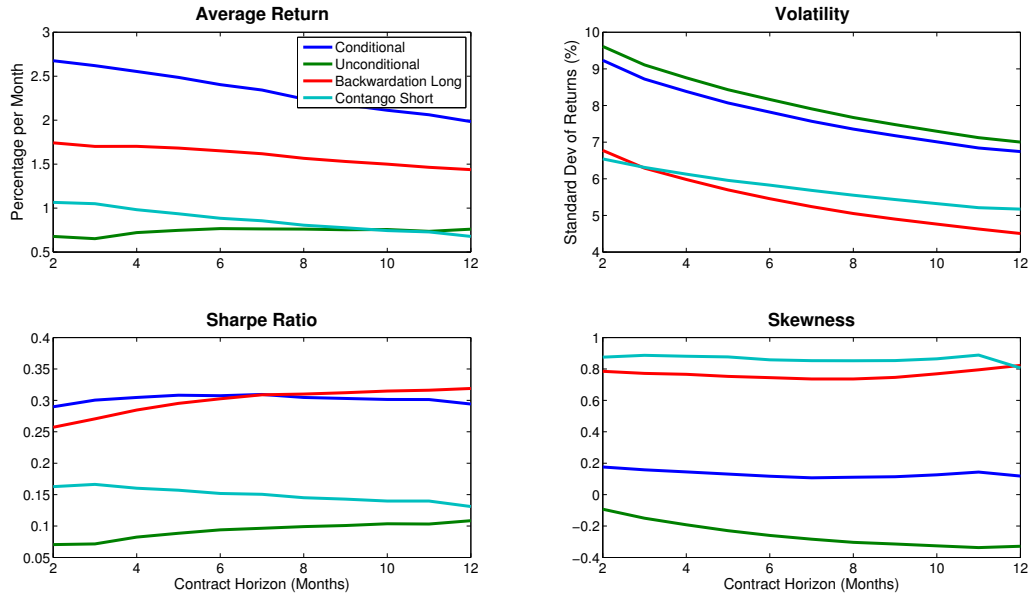 Average Return
Percentage per Month
3
2.5
2
1.5
1
0.5
2 4 6 8 10 12
Conditional
Unconditional
Backwardation Long
Contango Short
Volatility
Standard Dev of Returns (%)
10
9
8
7
6
5
4
2 4 6 8 10 12
Sharpe Ratio
0.4
0.35
0.3
0.25
0.2
0.15
0.1
0.05
2 4 6 8 10 12
Contract Horizon (Months)
Skewness
1
0.8
0.6
0.4
0.2
0
−0.2
−0.4
2 4 6 8 10 12
Contract Horizon (Months)